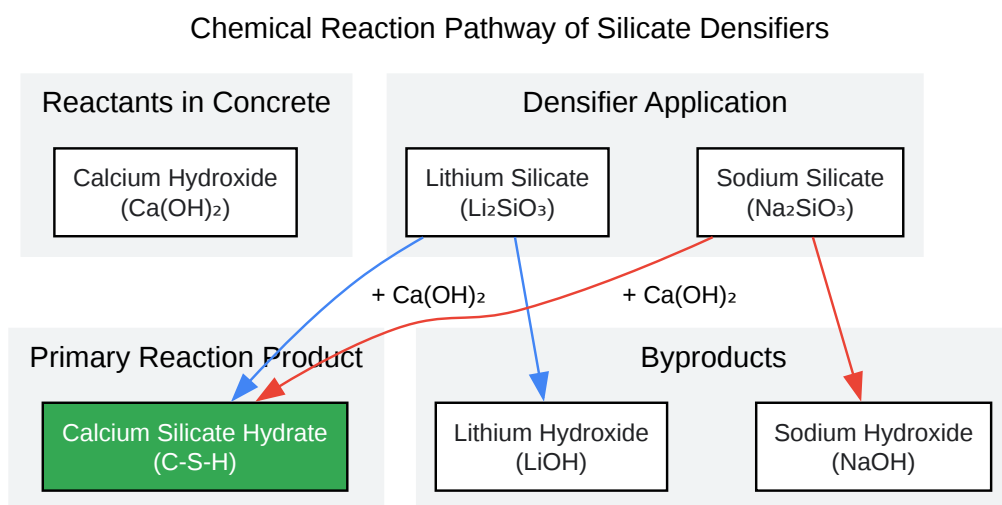 Chemical Reaction Pathway of Silicate Densifiers
Reactants in Concrete
Calcium Hydroxide
(Ca(OH)₂)
Densifier Application
Lithium Silicate
(Li₂SiO₃)
Sodium Silicate
(Na₂SiO₃)
+ Ca(OH)₂
+ Ca(OH)₂
Primary Reaction Product
Calcium Silicate Hydrate
(C-S-H)
Byproducts
Lithium Hydroxide
(LiOH)
Sodium Hydroxide
(NaOH)